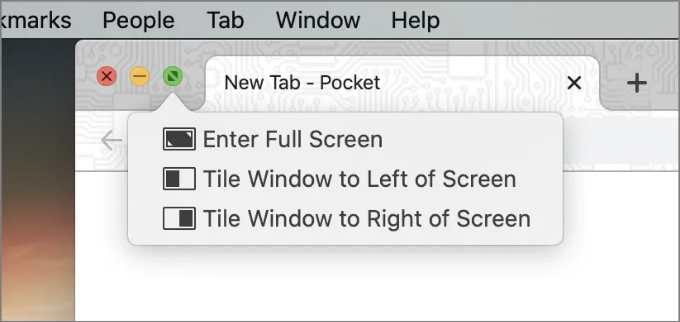 People Tab Window Help
New Tab - Pocket
Enter Full Screen
Tile Window to Left of Screen
Tile Window to Right of Screen